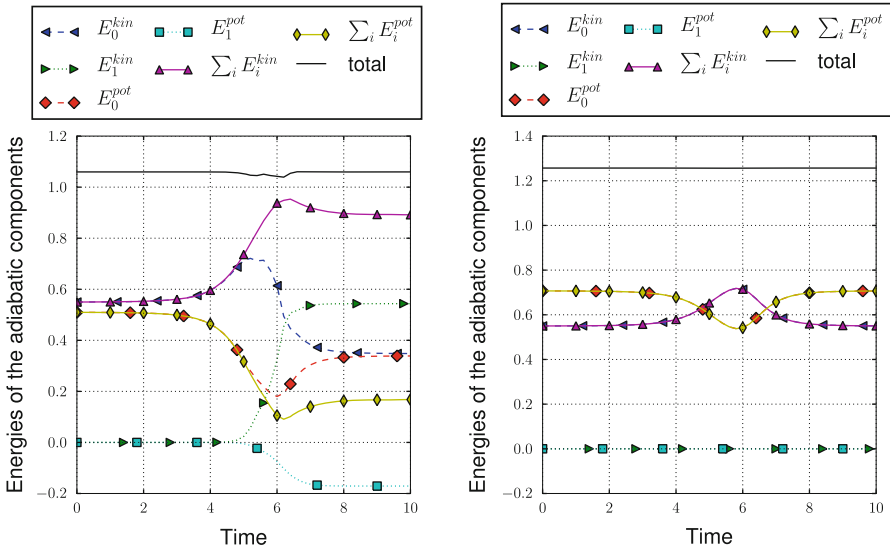 E_0^{kin} E_1^{pot} ∑_i E_i^{pot}
E_1^{kin} ∑_i E_i^{kin} total
E_0^{pot}
1.2
1.0
0.8
0.6
0.4
0.2
0.0
−0.2
0 2 4 6 8 10
Time
Energies of the adiabatic components
E_0^{kin} E_1^{pot} ∑_i E_i^{pot}
E_1^{kin} ∑_i E_i^{kin} total
E_0^{pot}
1.4
1.2
1.0
0.8
0.6
0.4
0.2
0.0
−0.2
0 2 4 6 8 10
Time
Energies of the adiabatic components